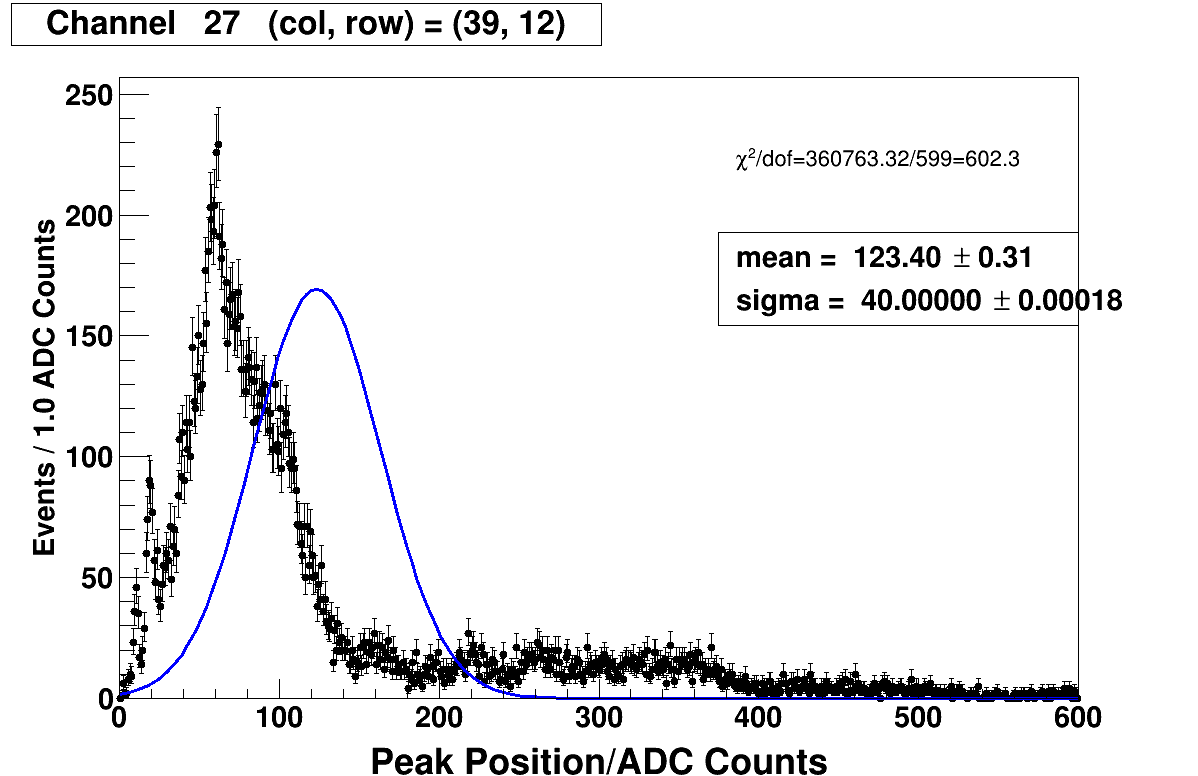 Channel 27 (col, row) = (39, 12)
250
200
150
100
50
0
Events / 1.0 ADC Counts
χ²/dof=360763.32/599=602.3
mean = 123.40 ± 0.31
sigma = 40.00000 ± 0.00018
0 100 200 300 400 500 600
Peak Position/ADC Counts